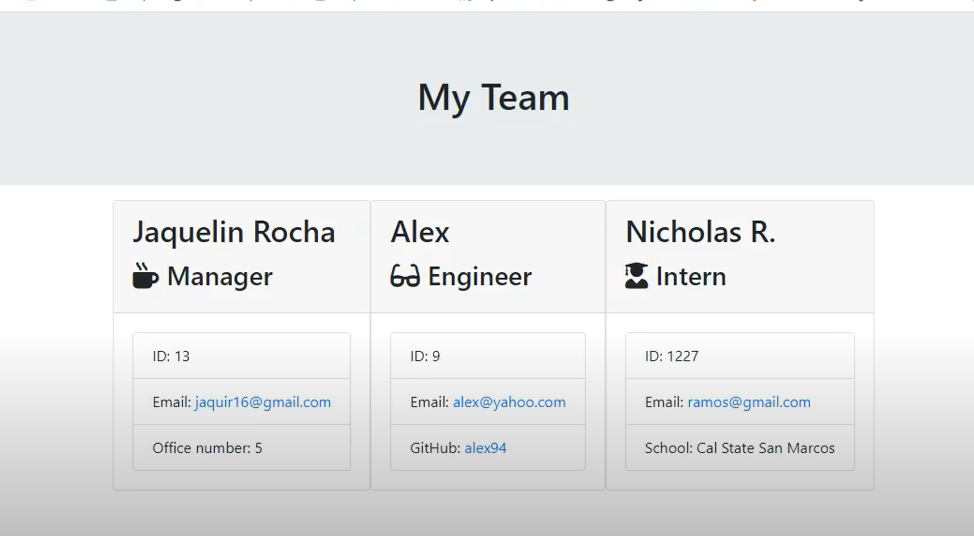 My Team
Jaquelin Rocha
Manager
ID: 13
Email: jaquir16@gmail.com
Office number: 5
Alex
Engineer
ID: 9
Email: alex@yahoo.com
GitHub: alex94
Nicholas R.
Intern
ID: 1227
Email: ramos@gmail.com
School: Cal State San Marcos